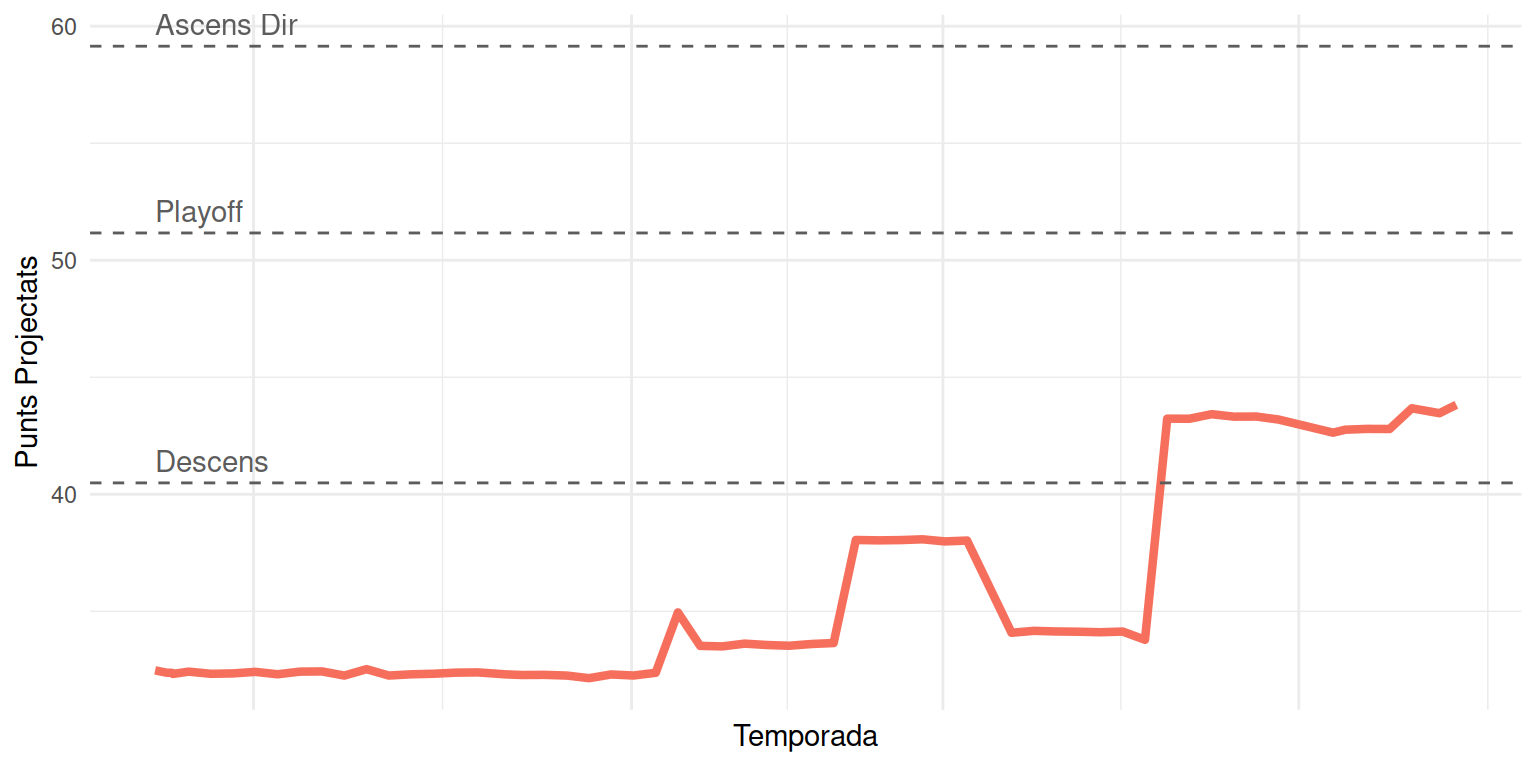 60
Ascens Dir
Playoff
50
Punts Projectats
Descens
40
Temporada